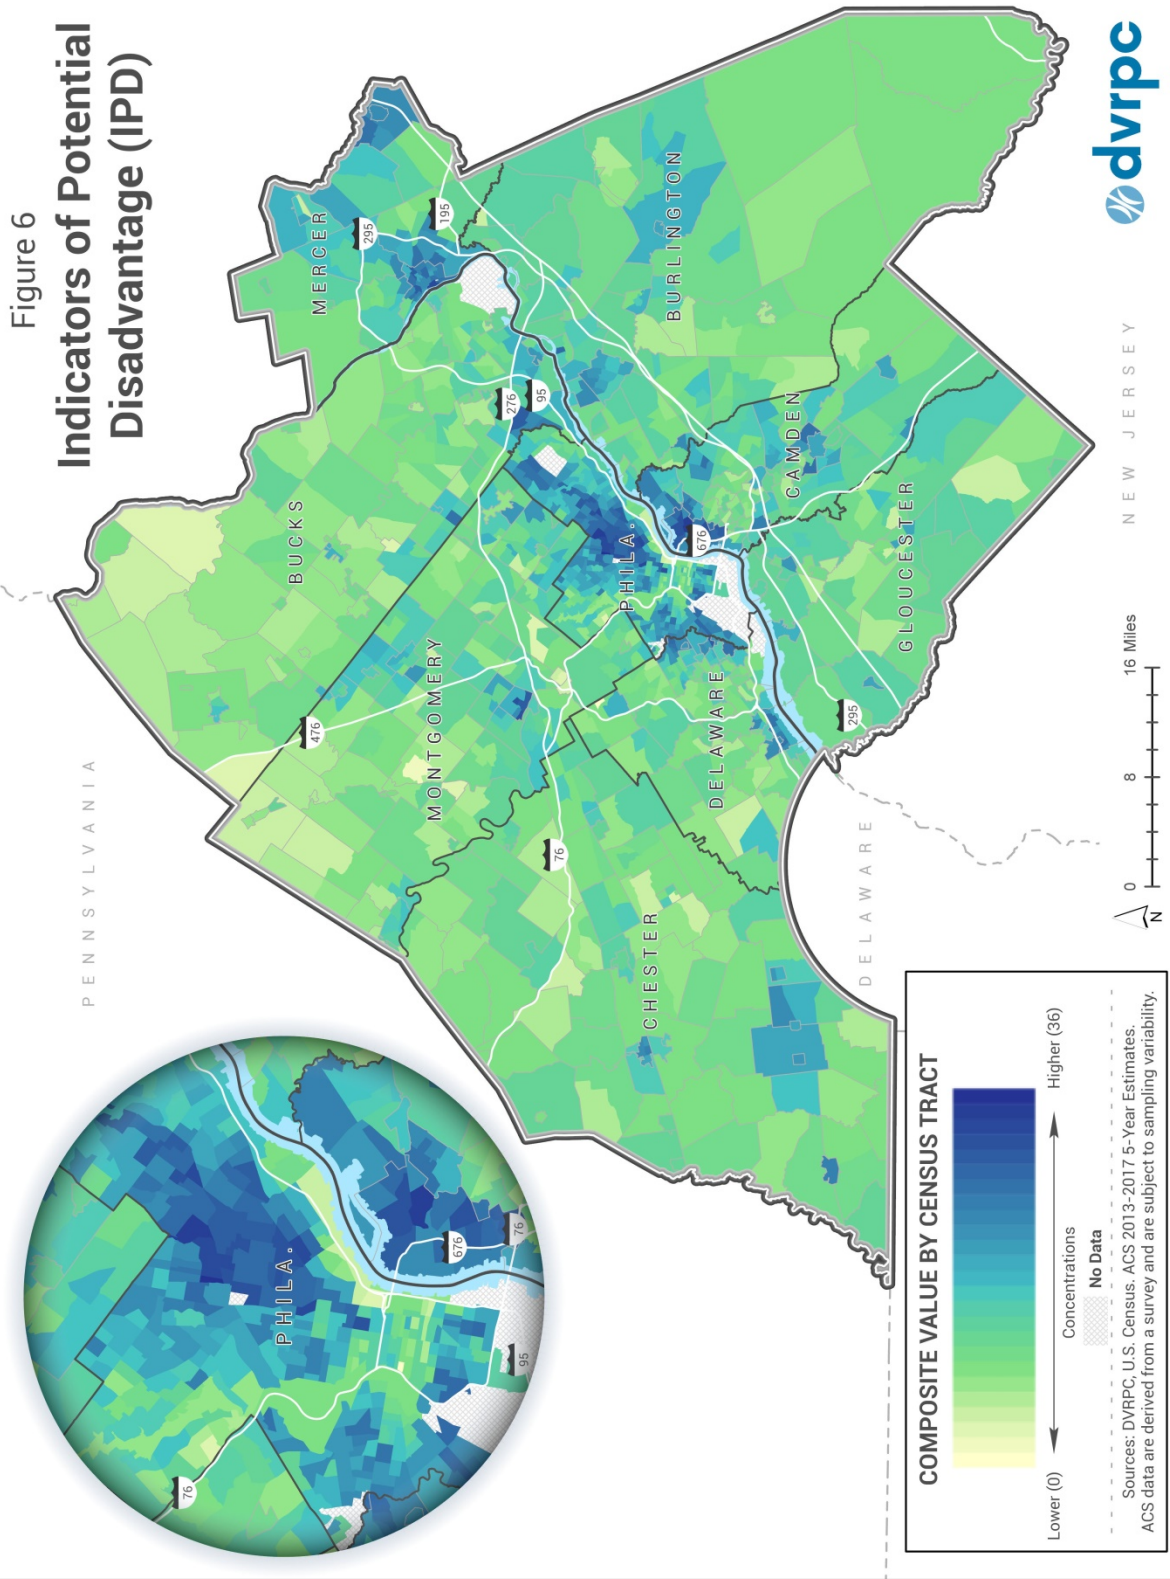 Figure 6
Indicators of Potential
Disadvantage (IPD)
PENNSYLVANIA
BUCKS
MERCER
295
195
476
MONTGOMERY
276
95
BURLINGTON
76
PHILA.
676
CAMDEN
CHESTER
DELAWARE
295
GLOUCESTER
DELAWARE
NEW JERSEY
76
PHILA.
676
76
95
COMPOSITE VALUE BY CENSUS TRACT
Lower (0)
Higher (36)
Concentrations
No Data
Sources: DVRPC, U.S. Census. ACS 2013-2017 5-Year Estimates.
ACS data are derived from a survey and are subject to sampling variability.
N
0 8 16 Miles
dvrpc